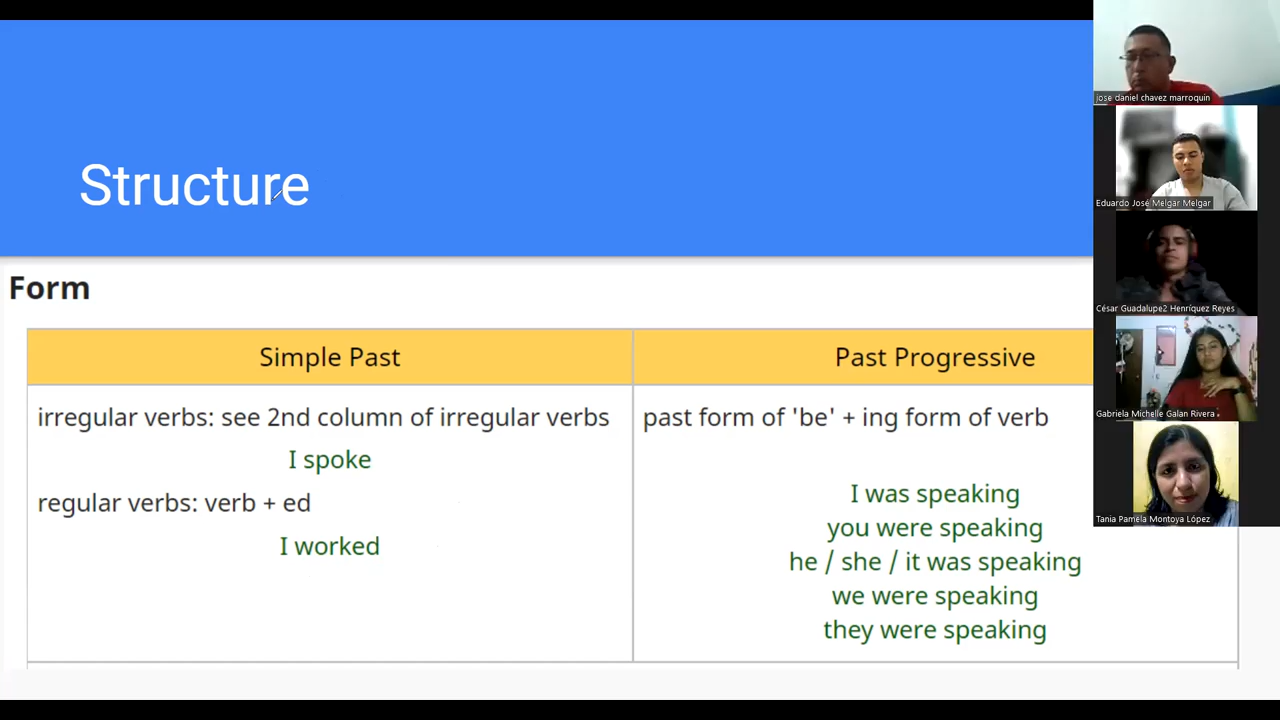 Structure
Form
Simple Past
Past Progressive
irregular verbs: see 2nd column of irregular verbs
I spoke
regular verbs: verb + ed
I worked
past form of 'be' + ing form of verb
I was speaking
you were speaking
he / she / it was speaking
we were speaking
they were speaking
jose daniel chavez marroquin
Eduardo José Melgar Melgar
César Guadalupe2 Henríquez Reyes
Gabriela Michelle Galan Rivera
Tania Pamela Montoya López